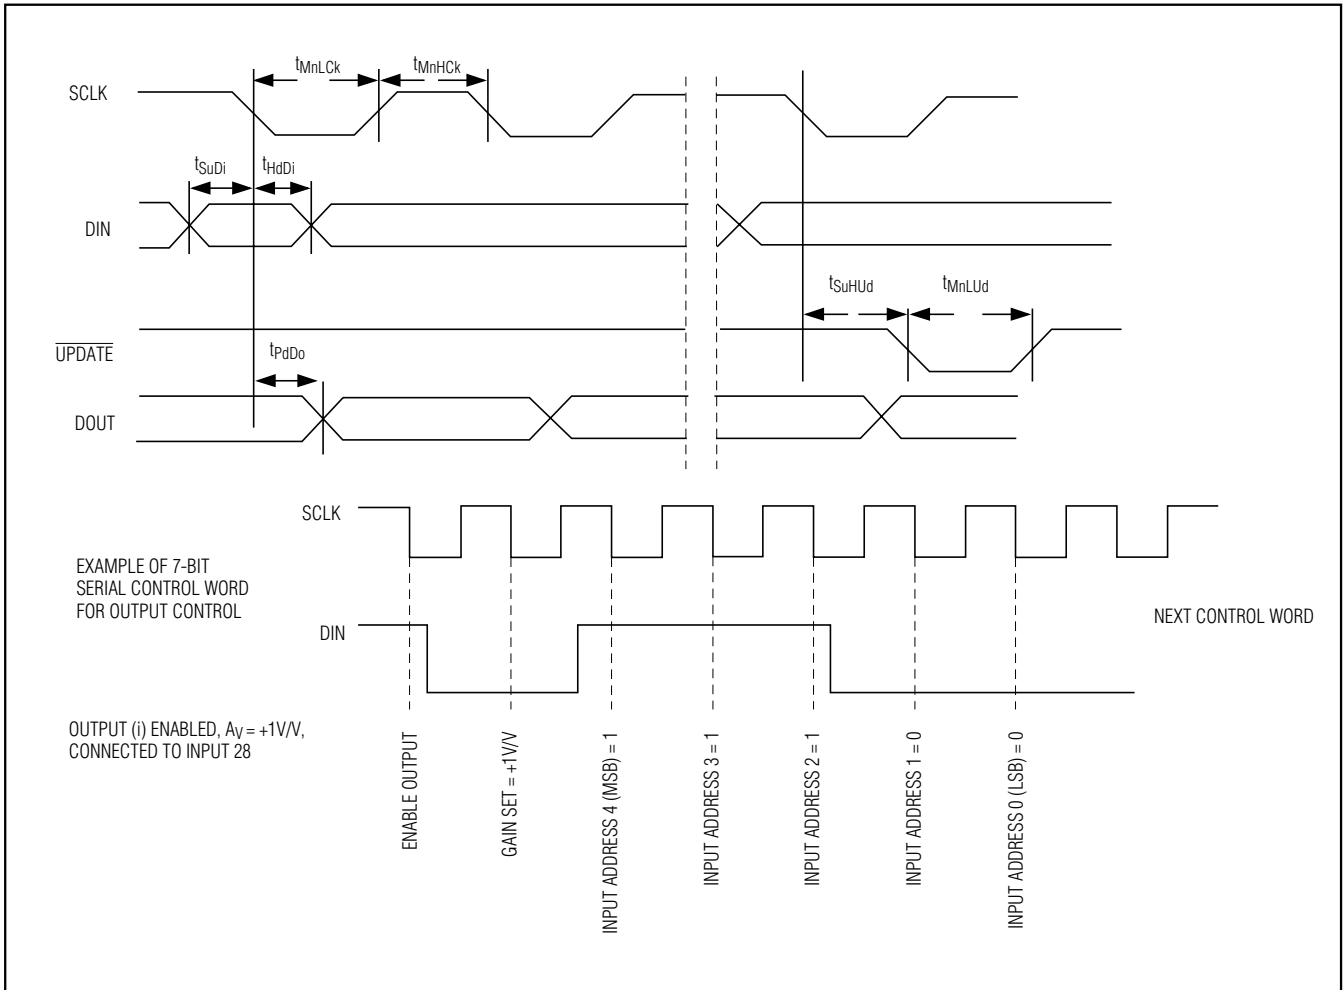 tMnLCk
tMnHCk
SCLK
tSuDi
tHdDi
DIN
tSuHUd
tMnLUd
UPDATE
tPdDo
DOUT
SCLK
EXAMPLE OF 7-BIT
SERIAL CONTROL WORD
FOR OUTPUT CONTROL
NEXT CONTROL WORD
DIN
OUTPUT (i) ENABLED, AV = +1V/V,
CONNECTED TO INPUT 28
ENABLE OUTPUT
GAIN SET = +1V/V
INPUT ADDRESS 4 (MSB) = 1
INPUT ADDRESS 3 = 1
INPUT ADDRESS 2 = 1
INPUT ADDRESS 1 = 0
INPUT ADDRESS 0 (LSB) = 0